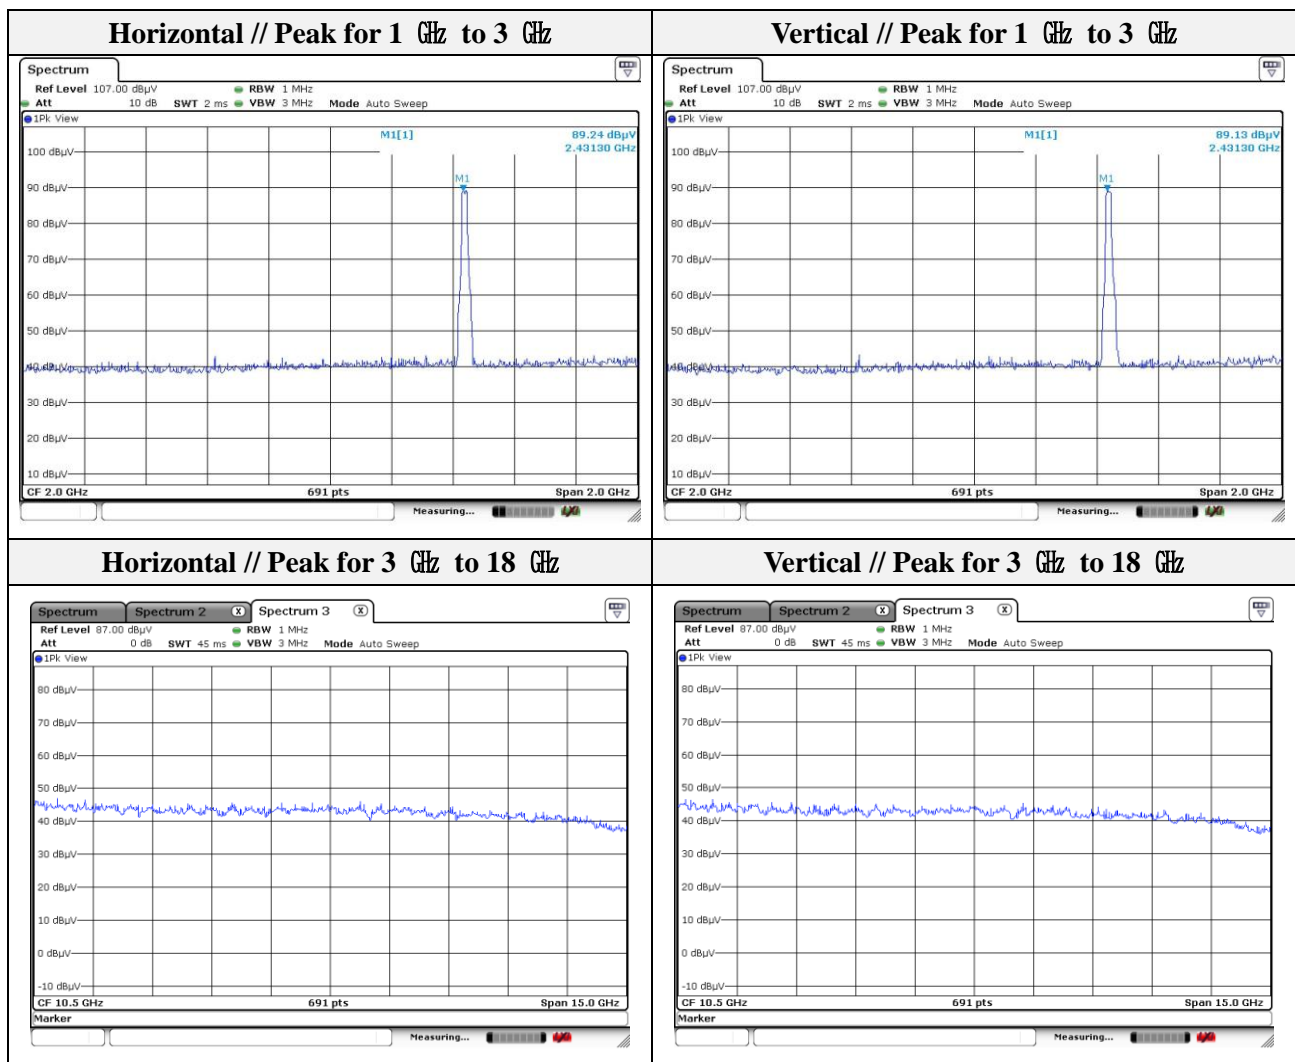 Horizontal // Peak for 1 ㎓ to 3 ㎓
Spectrum
Ref Level 107.00 dBµV RBW 1 MHz
Att 10 dB SWT 2 ms VBW 3 MHz Mode Auto Sweep
1Pk View
M1[1] 89.24 dBµV
2.43130 GHz
100 dBµV
M1
90 dBµV
80 dBµV
70 dBµV
60 dBµV
50 dBµV
40 dBµV
30 dBµV
20 dBµV
10 dBµV
CF 2.0 GHz 691 pts Span 2.0 GHz
Measuring...
Vertical // Peak for 1 ㎓ to 3 ㎓
Spectrum
Ref Level 107.00 dBµV RBW 1 MHz
Att 10 dB SWT 2 ms VBW 3 MHz Mode Auto Sweep
1Pk View
M1[1] 89.13 dBµV
2.43130 GHz
100 dBµV
M1
90 dBµV
80 dBµV
70 dBµV
60 dBµV
50 dBµV
40 dBµV
30 dBµV
20 dBµV
10 dBµV
CF 2.0 GHz 691 pts Span 2.0 GHz
Measuring...
Horizontal // Peak for 3 ㎓ to 18 ㎓
Spectrum Spectrum 2 X Spectrum 3 X
Ref Level 87.00 dBµV RBW 1 MHz
Att 0 dB SWT 45 ms VBW 3 MHz Mode Auto Sweep
1Pk View
80 dBµV
70 dBµV
60 dBµV
50 dBµV
40 dBµV
30 dBµV
20 dBµV
10 dBµV
0 dBµV
-10 dBµV
CF 10.5 GHz 691 pts Span 15.0 GHz
Marker
Measuring...
Vertical // Peak for 3 ㎓ to 18 ㎓
Spectrum Spectrum 2 X Spectrum 3 X
Ref Level 87.00 dBµV RBW 1 MHz
Att 0 dB SWT 45 ms VBW 3 MHz Mode Auto Sweep
1Pk View
80 dBµV
70 dBµV
60 dBµV
50 dBµV
40 dBµV
30 dBµV
20 dBµV
10 dBµV
0 dBµV
-10 dBµV
CF 10.5 GHz 691 pts Span 15.0 GHz
Marker
Measuring...